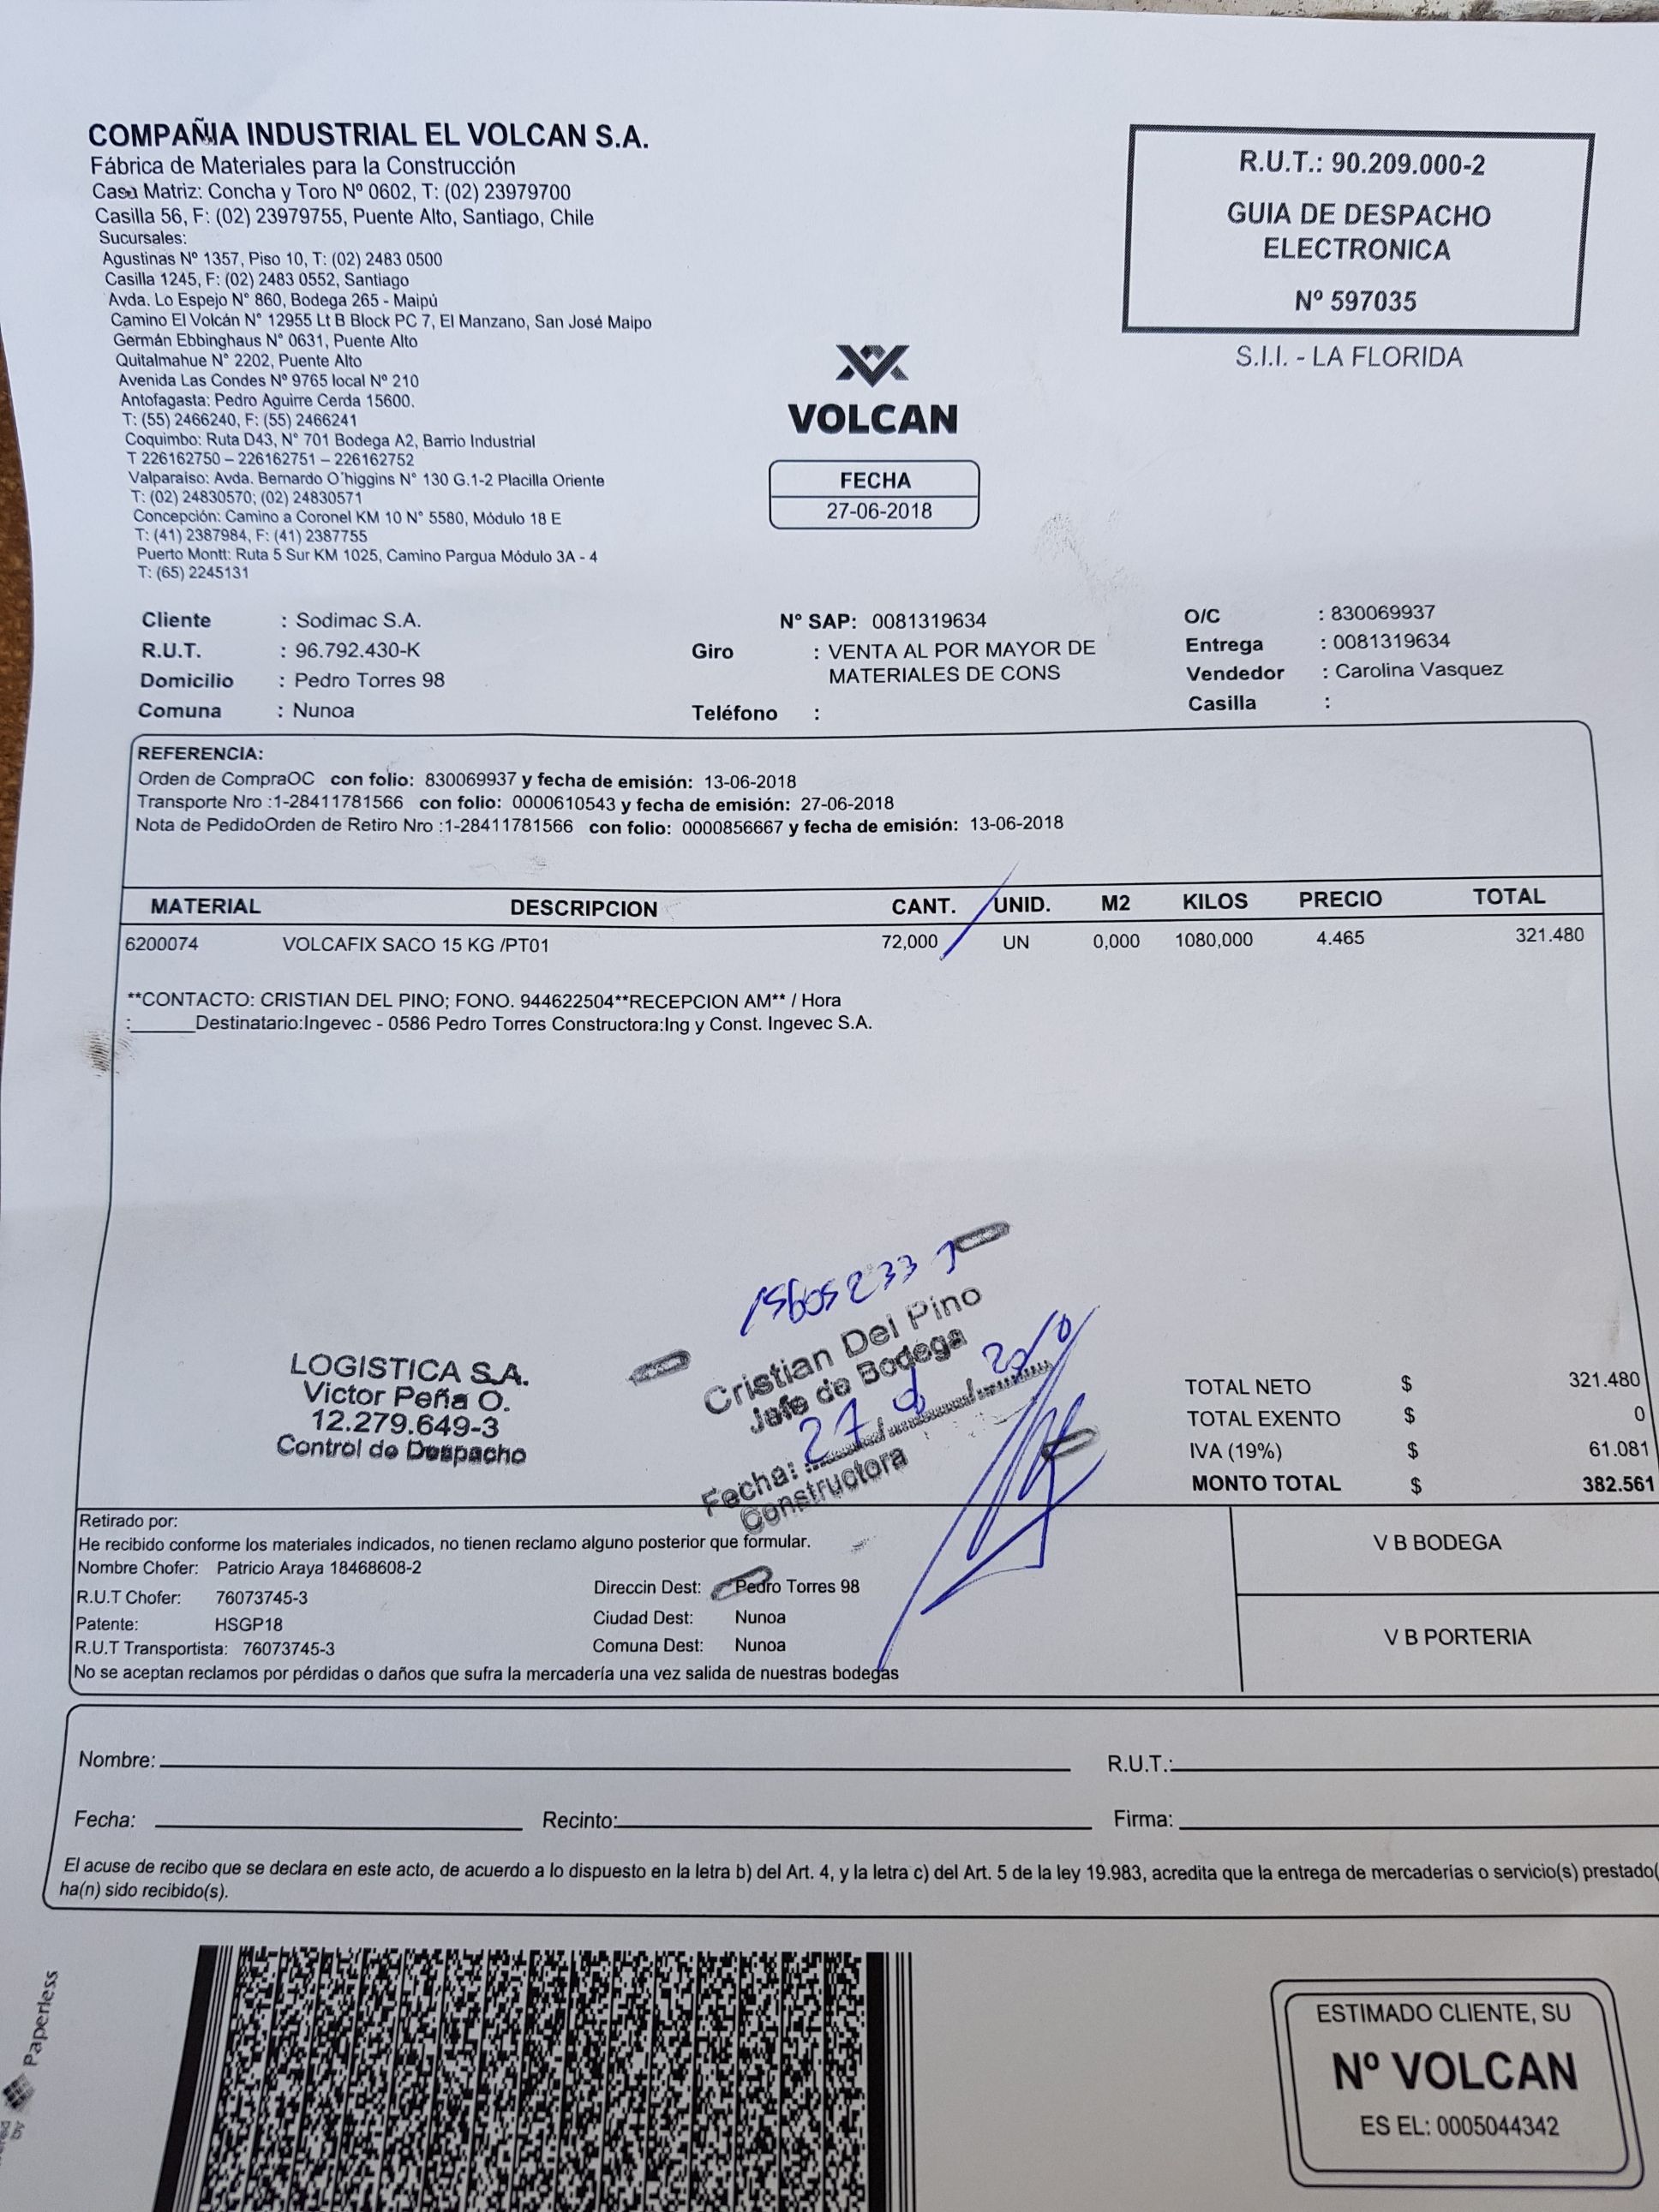 COMPAÑIA INDUSTRIAL EL VOLCAN S.A.
Fábrica de Materiales para la Construcción
Casa Matriz: Concha y Toro Nº 0602, T: (02) 23979700
Casilla 56, F: (02) 23979755, Puente Alto, Santiago, Chile
Sucursales:
Agustinas Nº 1357, Piso 10, T: (02) 2483 0500
Casilla 1245, F: (02) 2483 0552, Santiago
Avda. Lo Espejo N° 860, Bodega 265 - Maipú
Camino El Volcán N° 12955 Lt B Block PC 7, El Manzano, San José Maipo
Germán Ebbinghaus N° 0631, Puente Alto
Quitalmahue N° 2202, Puente Alto
Avenida Las Condes Nº 9765 local Nº 210
Antofagasta: Pedro Aguirre Cerda 15600.
T: (55) 2466240, F: (55) 2466241
Coquimbo: Ruta D43, N° 701 Bodega A2, Barrio Industrial
T 226162750 – 226162751 – 226162752
Valparaíso: Avda. Bernardo O'higgins N° 130 G.1-2 Placilla Oriente
T: (02) 24830570; (02) 24830571
Concepción: Camino a Coronel KM 10 N° 5580, Módulo 18 E
T: (41) 2387984, F: (41) 2387755
Puerto Montt: Ruta 5 Sur KM 1025, Camino Pargua Módulo 3A - 4
T: (65) 2245131
VOLCAN
FECHA
27-06-2018
R.U.T.: 90.209.000-2
GUIA DE DESPACHO
ELECTRONICA
Nº 597035
S.I.I. - LA FLORIDA
Cliente : Sodimac S.A.
R.U.T. : 96.792.430-K
Domicilio : Pedro Torres 98
Comuna : Nunoa
N° SAP: 0081319634
Giro : VENTA AL POR MAYOR DE
MATERIALES DE CONS
Teléfono :
O/C : 830069937
Entrega : 0081319634
Vendedor : Carolina Vasquez
Casilla :
REFERENCIA:
Orden de CompraOC con folio: 830069937 y fecha de emisión: 13-06-2018
Transporte Nro :1-28411781566 con folio: 0000610543 y fecha de emisión: 27-06-2018
Nota de PedidoOrden de Retiro Nro :1-28411781566 con folio: 0000856667 y fecha de emisión: 13-06-2018
MATERIAL DESCRIPCION CANT. UNID. M2 KILOS PRECIO TOTAL
6200074 VOLCAFIX SACO 15 KG /PT01 72,000 UN 0,000 1080,000 4.465 321.480
**CONTACTO: CRISTIAN DEL PINO; FONO. 944622504**RECEPCION AM** / Hora
:______Destinatario:Ingevec - 0586 Pedro Torres Constructora:Ing y Const. Ingevec S.A.
LOGISTICA S.A.
Victor Peña O.
12.279.649-3
Control de Despacho
Cristian Del Pino
Jefe de Bodega
Fecha: 27
Constructora
TOTAL NETO $ 321.480
TOTAL EXENTO $ 0
IVA (19%) $ 61.081
MONTO TOTAL $ 382.561
Retirado por:
He recibido conforme los materiales indicados, no tienen reclamo alguno posterior que formular.
Nombre Chofer: Patricio Araya 18468608-2
R.U.T Chofer: 76073745-3
Patente: HSGP18
R.U.T Transportista: 76073745-3
Direccin Dest: Pedro Torres 98
Ciudad Dest: Nunoa
Comuna Dest: Nunoa
No se aceptan reclamos por pérdidas o daños que sufra la mercadería una vez salida de nuestras bodegas
V B BODEGA
V B PORTERIA
Nombre: R.U.T.:
Fecha: Recinto: Firma:
El acuse de recibo que se declara en este acto, de acuerdo a lo dispuesto en la letra b) del Art. 4, y la letra c) del Art. 5 de la ley 19.983, acredita que la entrega de mercaderías o servicio(s) prestado(
ha(n) sido recibido(s).
Paperless
ESTIMADO CLIENTE, SU
Nº VOLCAN
ES EL: 0005044342